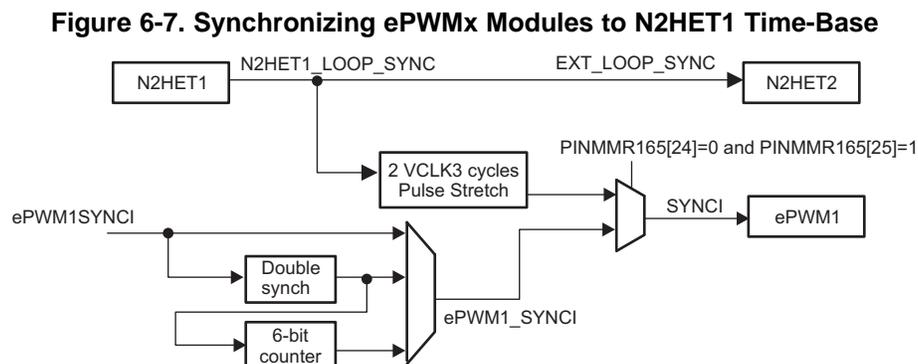 Figure 6-7. Synchronizing ePWMx Modules to N2HET1 Time-Base
N2HET1
N2HET1_LOOP_SYNC
EXT_LOOP_SYNC
N2HET2
PINMMR165[24]=0 and PINMMR165[25]=1
2 VCLK3 cycles
Pulse Stretch
SYNCI
ePWM1
ePWM1SYNCI
Double
synch
ePWM1_SYNCI
6-bit
counter